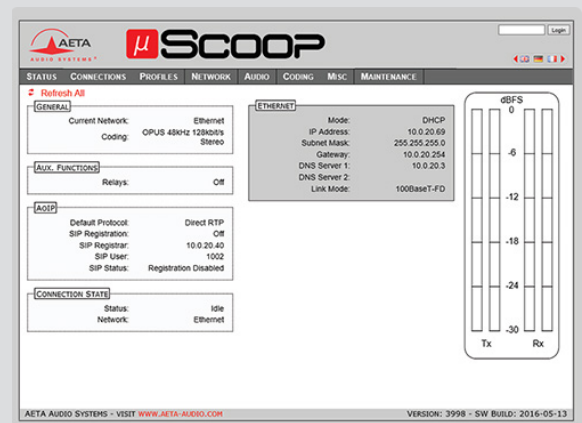 AETA
AUDIO SYSTEMS
µSCOOP
Login
STATUS CONNECTIONS PROFILES NETWORK AUDIO CODING MISC MAINTENANCE
Refresh All
GENERAL
Current Network: Ethernet
Coding: OPUS 48kHz 128kbit/s
Stereo
AUX. FUNCTIONS
Relays: Off
AOIP
Default Protocol: Direct RTP
SIP Registration: Off
SIP Registrar: 10.0.20.40
SIP User: 1002
SIP Status: Registration Disabled
CONNECTION STATE
Status: Idle
Network: Ethernet
ETHERNET
Mode: DHCP
IP Address: 10.0.20.69
Subnet Mask: 255.255.255.0
Gateway: 10.0.20.254
DNS Server 1: 10.0.20.3
DNS Server 2:
Link Mode: 100BaseT-FD
dBFS
0
-6
-12
-18
-24
-30
Tx Rx
AETA AUDIO SYSTEMS - VISIT WWW.AETA-AUDIO.COM
VERSION: 3998 - SW BUILD: 2016-05-13